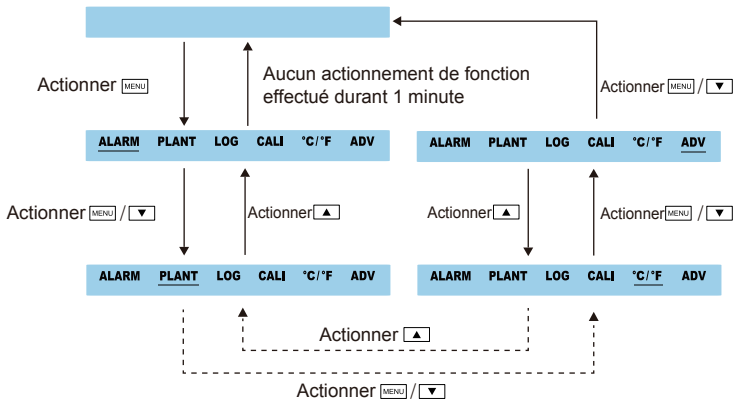 Actionner MENU
Aucun actionnement de fonction
effectué durant 1 minute
Actionner MENU / ▼
ALARM PLANT LOG CALI °C/°F ADV
ALARM PLANT LOG CALI °C/°F ADV
Actionner MENU / ▼
Actionner ▲
Actionner ▲
Actionner MENU / ▼
ALARM PLANT LOG CALI °C/°F ADV
ALARM PLANT LOG CALI °C/°F ADV
Actionner ▲
Actionner MENU / ▼